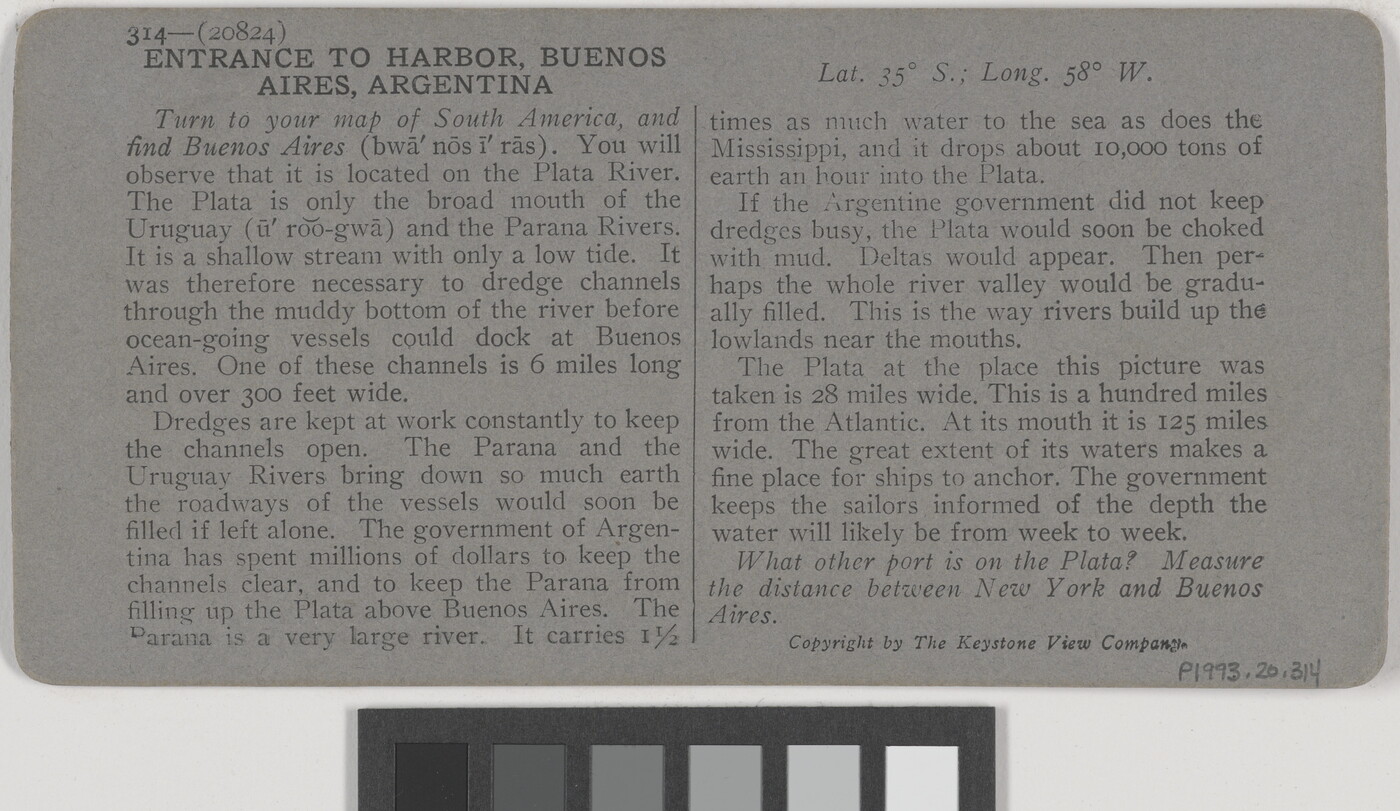 314—(20824)
ENTRANCE TO HARBOR, BUENOS
AIRES, ARGENTINA
Lat. 35° S.; Long. 58° W.
Turn to your map of South America, and
find Buenos Aires (bwā′ nōs ī′ rās). You will
observe that it is located on the Plata River.
The Plata is only the broad mouth of the
Uruguay (ū′ ro͝o-gwā) and the Parana Rivers.
It is a shallow stream with only a low tide. It
was therefore necessary to dredge channels
through the muddy bottom of the river before
ocean-going vessels could dock at Buenos
Aires. One of these channels is 6 miles long
and over 300 feet wide.
Dredges are kept at work constantly to keep
the channels open. The Parana and the
Uruguay Rivers bring down so much earth
the roadways of the vessels would soon be
filled if left alone. The government of Argen-
tina has spent millions of dollars to keep the
channels clear, and to keep the Parana from
filling up the Plata above Buenos Aires. The
Parana is a very large river. It carries 1½
times as much water to the sea as does the
Mississippi, and it drops about 10,000 tons of
earth an hour into the Plata.
If the Argentine government did not keep
dredges busy, the Plata would soon be choked
with mud. Deltas would appear. Then per-
haps the whole river valley would be gradu-
ally filled. This is the way rivers build up the
lowlands near the mouths.
The Plata at the place this picture was
taken is 28 miles wide. This is a hundred miles
from the Atlantic. At its mouth it is 125 miles
wide. The great extent of its waters makes a
fine place for ships to anchor. The government
keeps the sailors informed of the depth the
water will likely be from week to week.
What other port is on the Plata? Measure
the distance between New York and Buenos
Aires.
Copyright by The Keystone View Company.
P1993.20.314